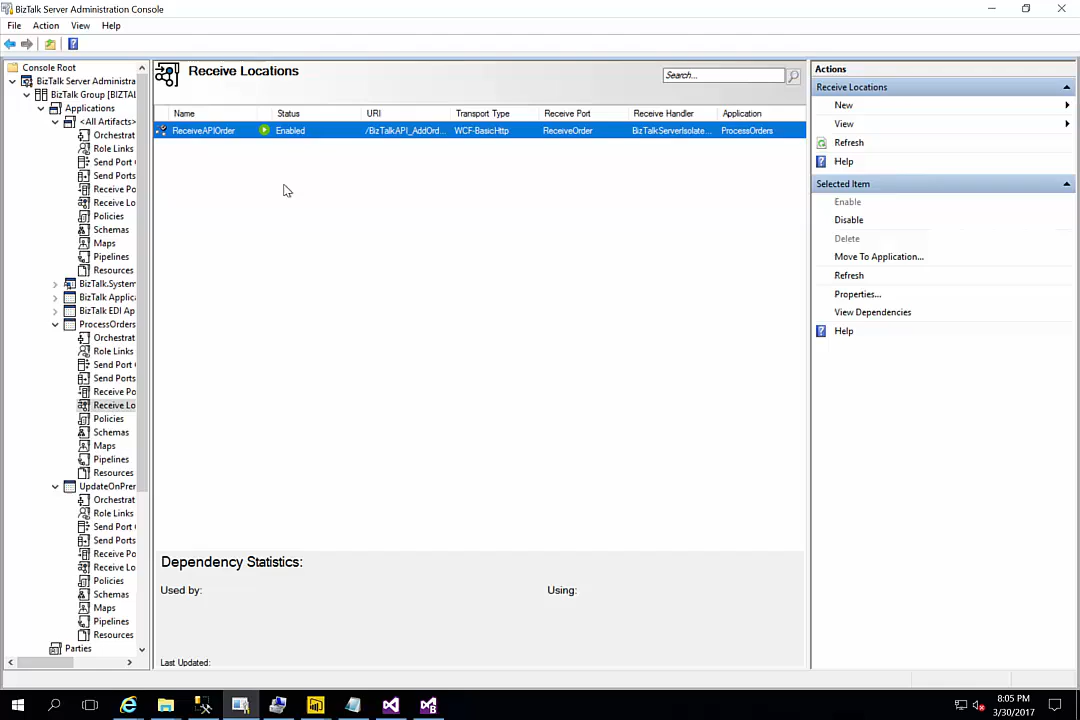 BizTalk Server Administration Console
File Action View Help
Console Root
BizTalk Server Administra
BizTalk Group [BIZTAL
Applications
<All Artifacts>
Orchestrat
Role Links
Send Port (
Send Ports
Receive Po
Receive Lo
Policies
Schemas
Maps
Pipelines
Resources
BizTalk.System
BizTalk Applica
BizTalk EDI Ap
ProcessOrders
Orchestrat
Role Links
Send Port (
Send Ports
Receive Po
Receive Lo
Policies
Schemas
Maps
Pipelines
Resources
UpdateOnPrer
Orchestrat
Role Links
Send Port (
Send Ports
Receive Po
Receive Lo
Policies
Schemas
Maps
Pipelines
Resources
Parties
Receive Locations
Search...
Name Status URI Transport Type Receive Port Receive Handler Application
ReceiveAPIOrder Enabled /BizTalkAPI_AddOrd... WCF-BasicHttp ReceiveOrder BizTalkServerIsolate... ProcessOrders
Dependency Statistics:
Used by: Using:
Last Updated:
Actions
Receive Locations
New
View
Refresh
Help
Selected Item
Enable
Disable
Delete
Move To Application...
Refresh
Properties...
View Dependencies
Help
8:05 PM
3/30/2017